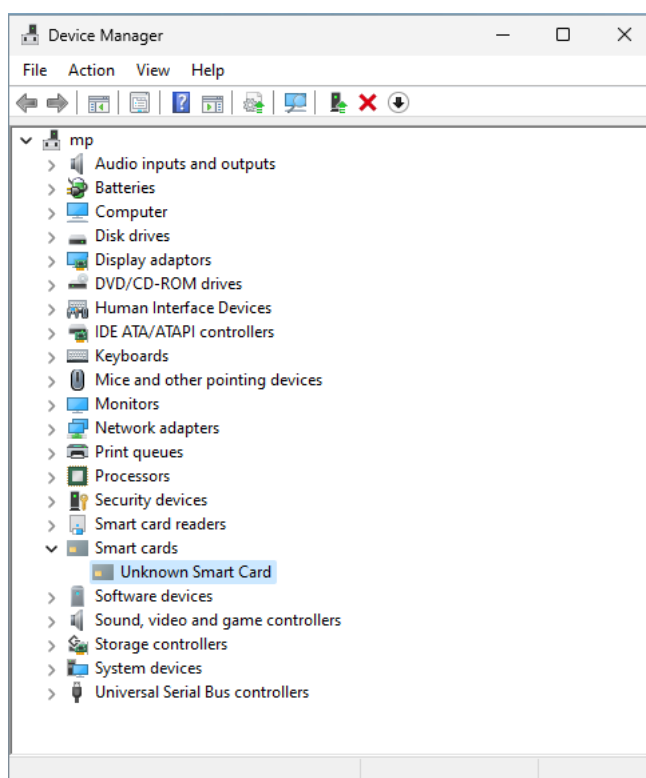 Device Manager
File Action View Help
mp
Audio inputs and outputs
Batteries
Computer
Disk drives
Display adaptors
DVD/CD-ROM drives
Human Interface Devices
IDE ATA/ATAPI controllers
Keyboards
Mice and other pointing devices
Monitors
Network adapters
Print queues
Processors
Security devices
Smart card readers
Smart cards
Unknown Smart Card
Software devices
Sound, video and game controllers
Storage controllers
System devices
Universal Serial Bus controllers